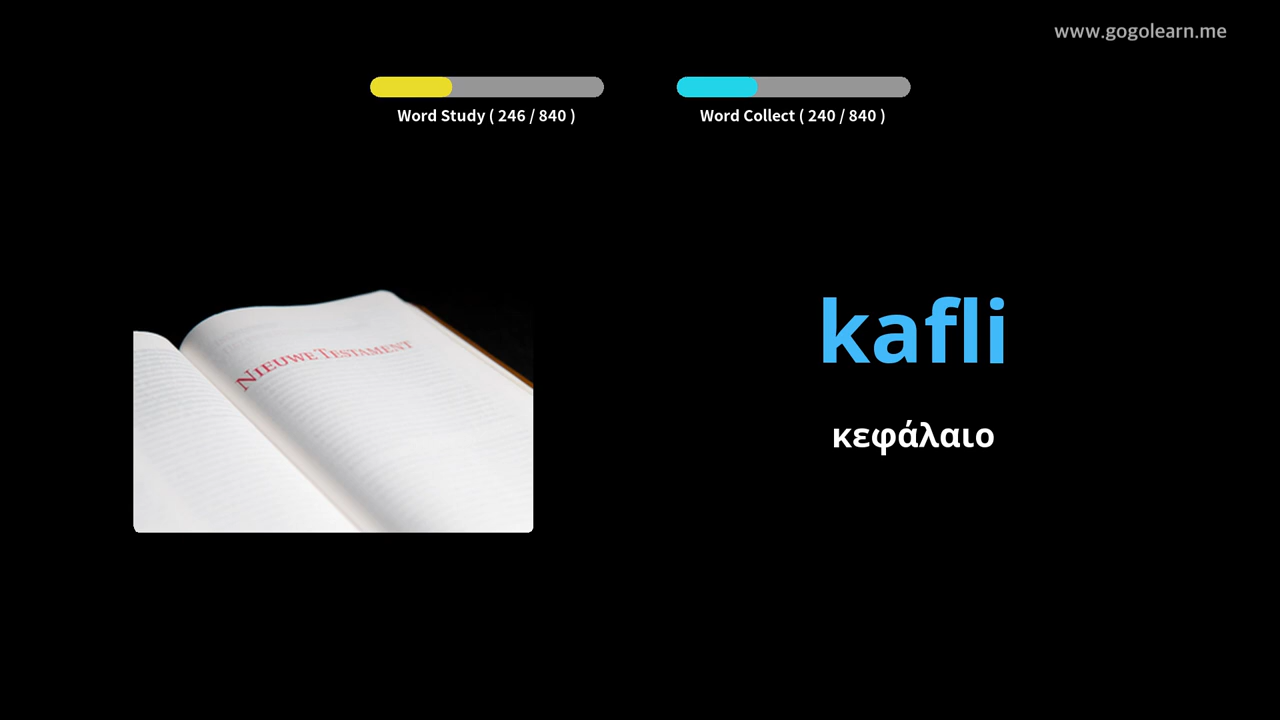 www.gogolearn.me
Word Study ( 246 / 840 )
Word Collect ( 240 / 840 )
NIEUWE TESTAMENT
kafli
κεφάλαιο